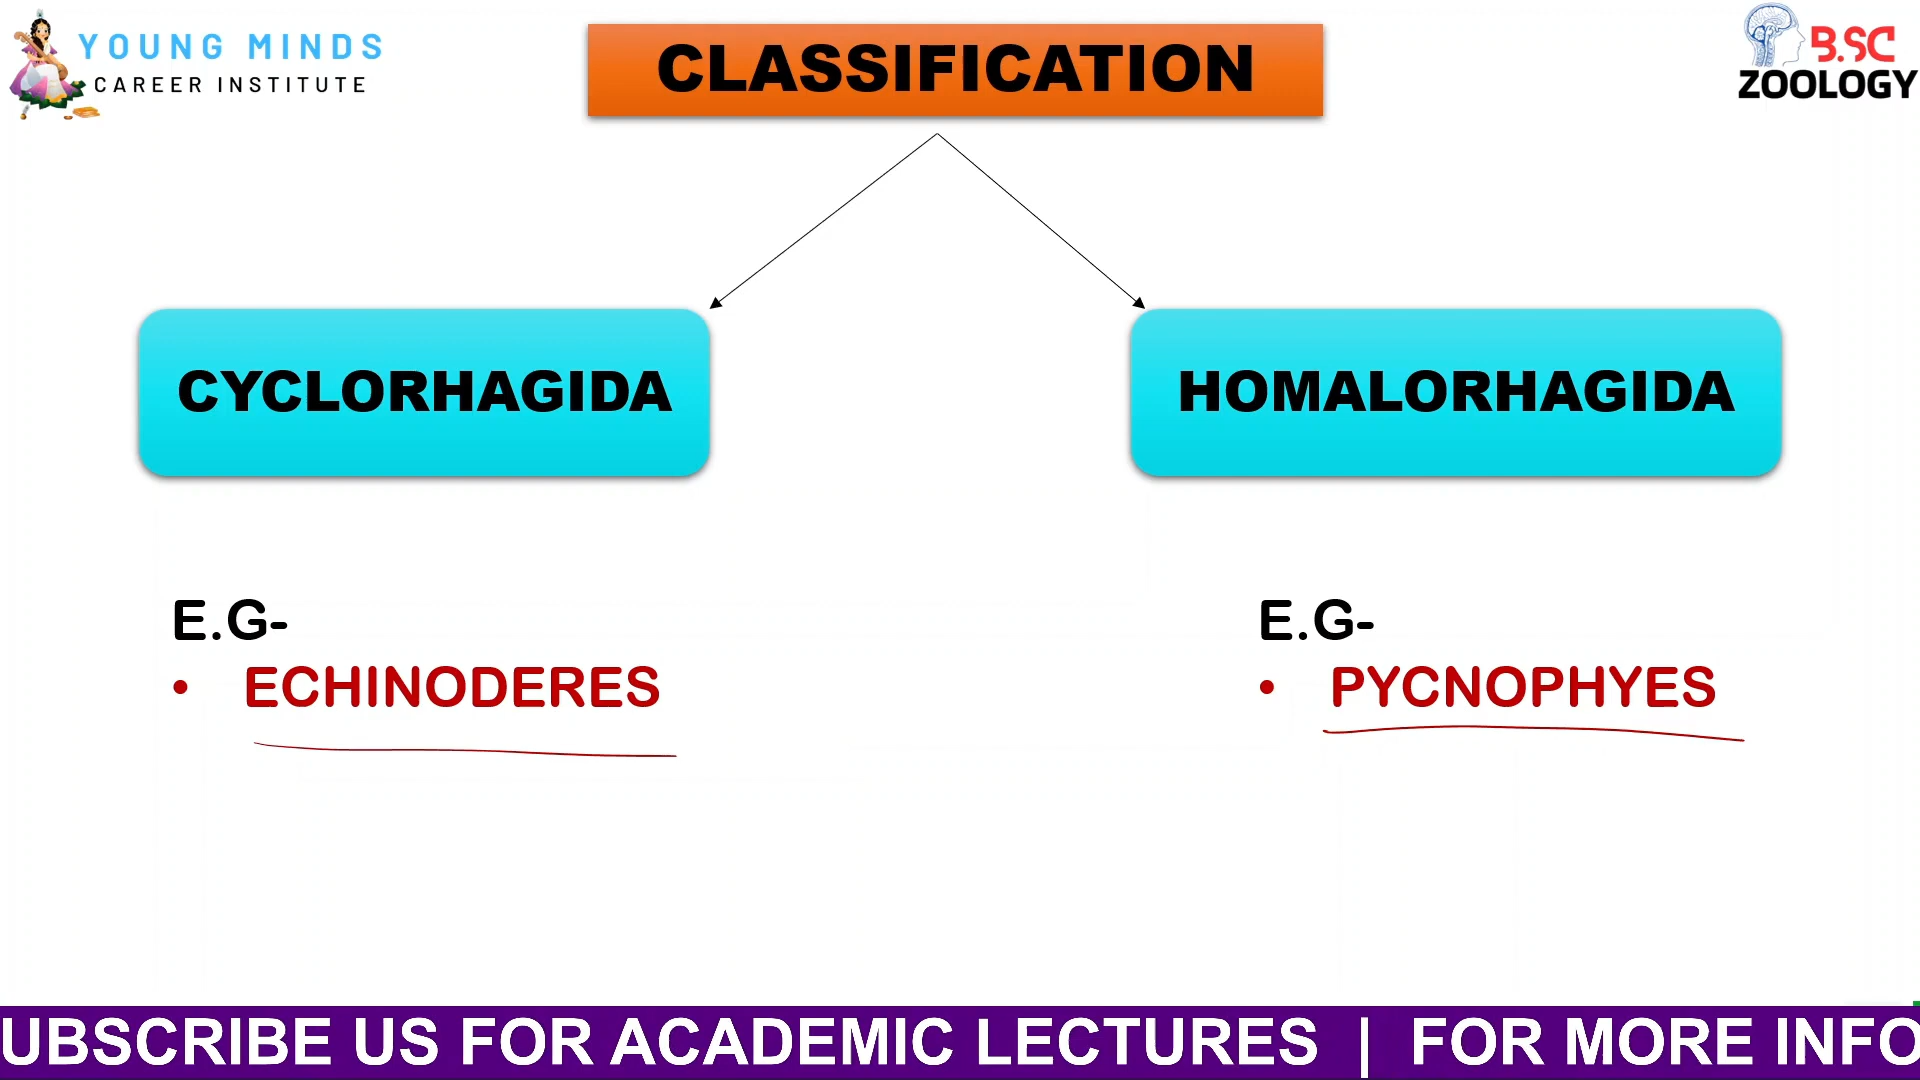 YOUNG MINDS
CAREER INSTITUTE
CLASSIFICATION
B.SC
ZOOLOGY
CYCLORHAGIDA
HOMALORHAGIDA
E.G-
• ECHINODERES
E.G-
• PYCNOPHYES
UBSCRIBE US FOR ACADEMIC LECTURES | FOR MORE INFO